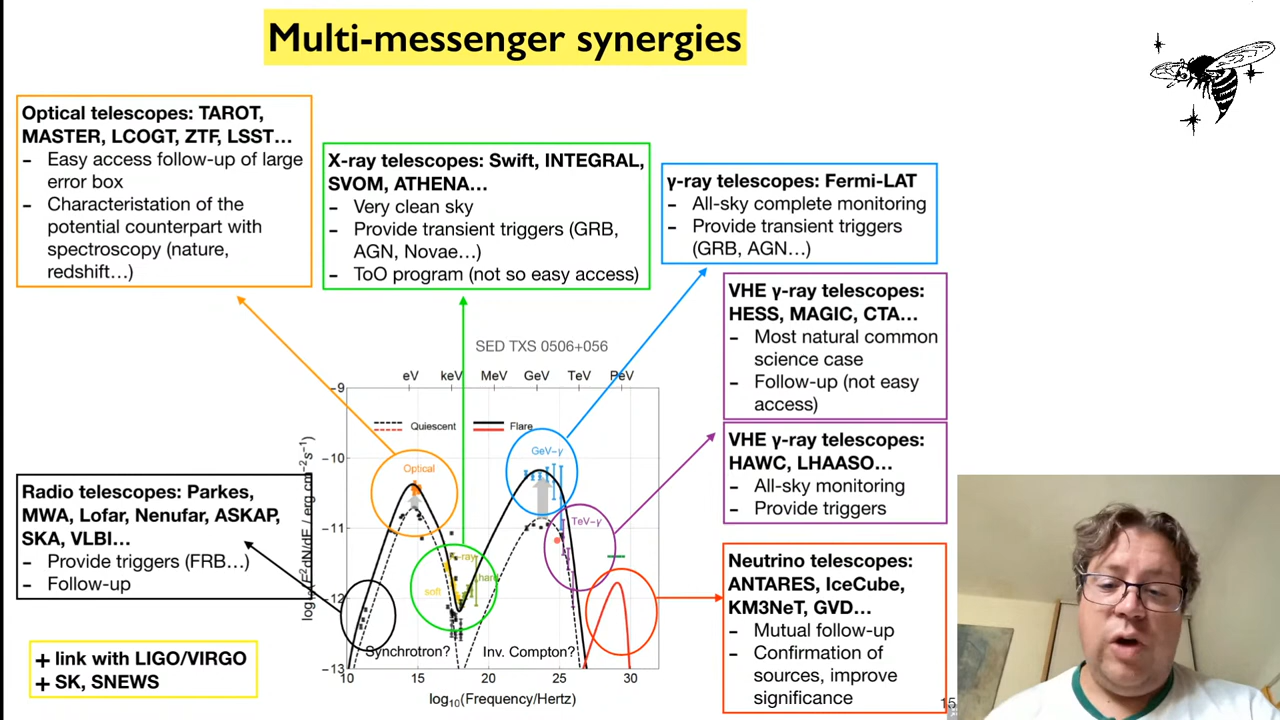 Multi-messenger synergies
Optical telescopes: TAROT,
MASTER, LCOGT, ZTF, LSST…
- Easy access follow-up of large
error box
- Characteristation of the
potential counterpart with
spectroscopy (nature,
redshift…)
X-ray telescopes: Swift, INTEGRAL,
SVOM, ATHENA…
- Very clean sky
- Provide transient triggers (GRB,
AGN, Novae…)
- ToO program (not so easy access)
γ-ray telescopes: Fermi-LAT
- All-sky complete monitoring
- Provide transient triggers
(GRB, AGN…)
VHE γ-ray telescopes:
HESS, MAGIC, CTA…
- Most natural common
science case
- Follow-up (not easy
access)
VHE γ-ray telescopes:
HAWC, LHAASO…
- All-sky monitoring
- Provide triggers
Neutrino telescopes:
ANTARES, IceCube,
KM3NeT, GVD…
- Mutual follow-up
- Confirmation of
sources, improve
significance
Radio telescopes: Parkes,
MWA, Lofar, Nenufar, ASKAP,
SKA, VLBI…
- Provide triggers (FRB…)
- Follow-up
+ link with LIGO/VIRGO
+ SK, SNEWS
SED TXS 0506+056
eV keV MeV GeV TeV PeV
-9
-10
-11
-12
-13
Quiescent Flare
Optical
GeV-γ
TeV-γ
soft
hard
Synchrotron? Inv. Compton?
10 15 20 25 30
log10(Frequency/Hertz)
15